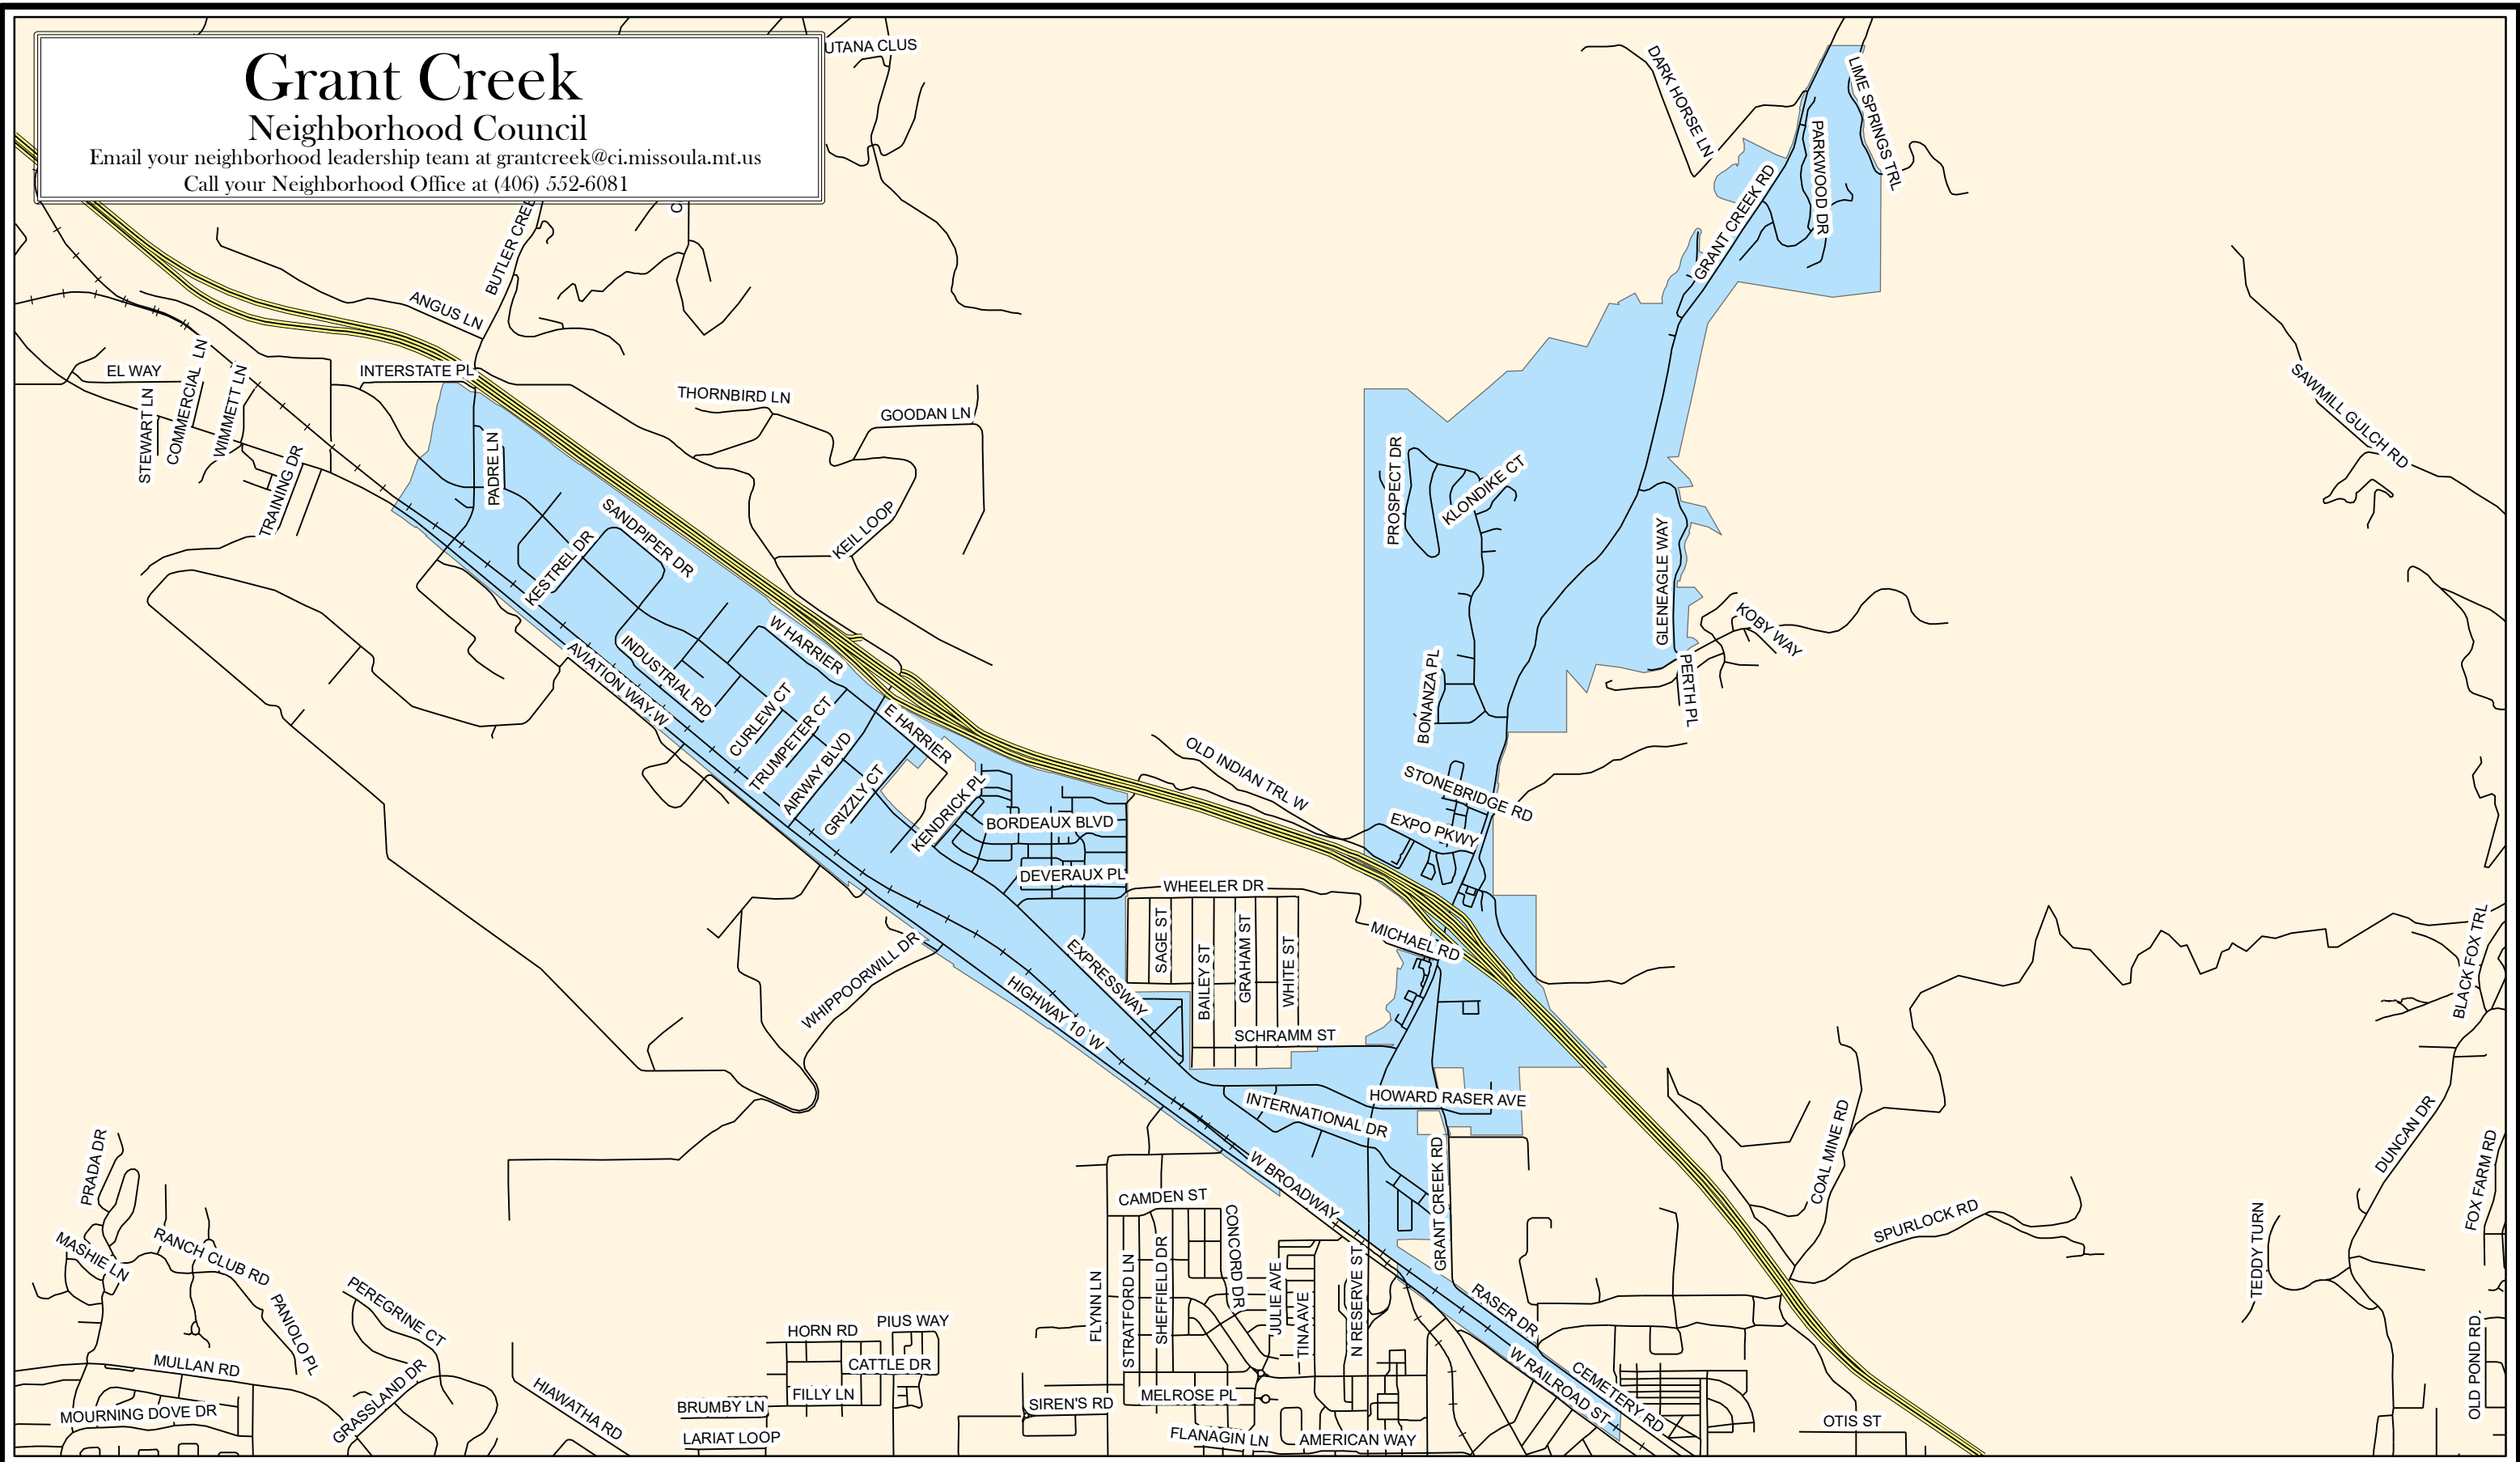 Grant Creek
Neighborhood Council
Email your neighborhood leadership team at grantcreek@ci.missoula.mt.us
Call your Neighborhood Office at (406) 552-6081
UTANA CLUS
DARK HORSE LN
LIME SPRINGS TRL
PARKWOOD DR
GRANT CREEK RD
BUTLER CREE
C
ANGUS LN
INTERSTATE PL
EL WAY
STEWART LN
COMMERCIAL LN
WIMMETT LN
TRAINING DR
PADRE LN
THORNBIRD LN
GOODAN LN
KEIL LOOP
SANDPIPER DR
KESTREL DR
SAWMILL GULCH RD
PROSPECT DR
KLONDIKE CT
GLENEAGLE WAY
KOBY WAY
PERTH PL
BONANZA PL
W HARRIER
INDUSTRIAL RD
AVIATION WAY W
CURLEW CT
TRUMPETER CT
AIRWAY BLVD
GRIZZLY CT
E HARRIER
KENDRICK PL
OLD INDIAN TRL W
STONEBRIDGE RD
EXPO PKWY
BORDEAUX BLVD
DEVERAUX PL
WHEELER DR
MICHAEL RD
SAGE ST
BAILEY ST
GRAHAM ST
WHITE ST
SCHRAMM ST
EXPRESSWAY
HIGHWAY 10 W
WHIPPOORWILL DR
BLACK FOX TRL
HOWARD RASER AVE
INTERNATIONAL DR
GRANT CREEK RD
W BROADWAY
COAL MINE RD
DUNCAN DR
FOX FARM RD
SPURLOCK RD
TEDDY TURN
PRADA DR
MASHIE LN
RANCH CLUB RD
PANIOLO PL
PEREGRINE CT
CAMDEN ST
CONCORD DR
FLYNN LN
STRATFORD LN
SHEFFIELD DR
JULIE AVE
TINA AVE
N RESERVE ST
RASER DR
W RAILROAD ST
CEMETERY RD
OLD POND RD.
PIUS WAY
HORN RD
CATTLE DR
FILLY LN
BRUMBY LN
LARIAT LOOP
MULLAN RD
MOURNING DOVE DR
GRASSLAND DR
HIAWATHA RD
SIREN'S RD
MELROSE PL
FLANAGIN LN
AMERICAN WAY
OTIS ST